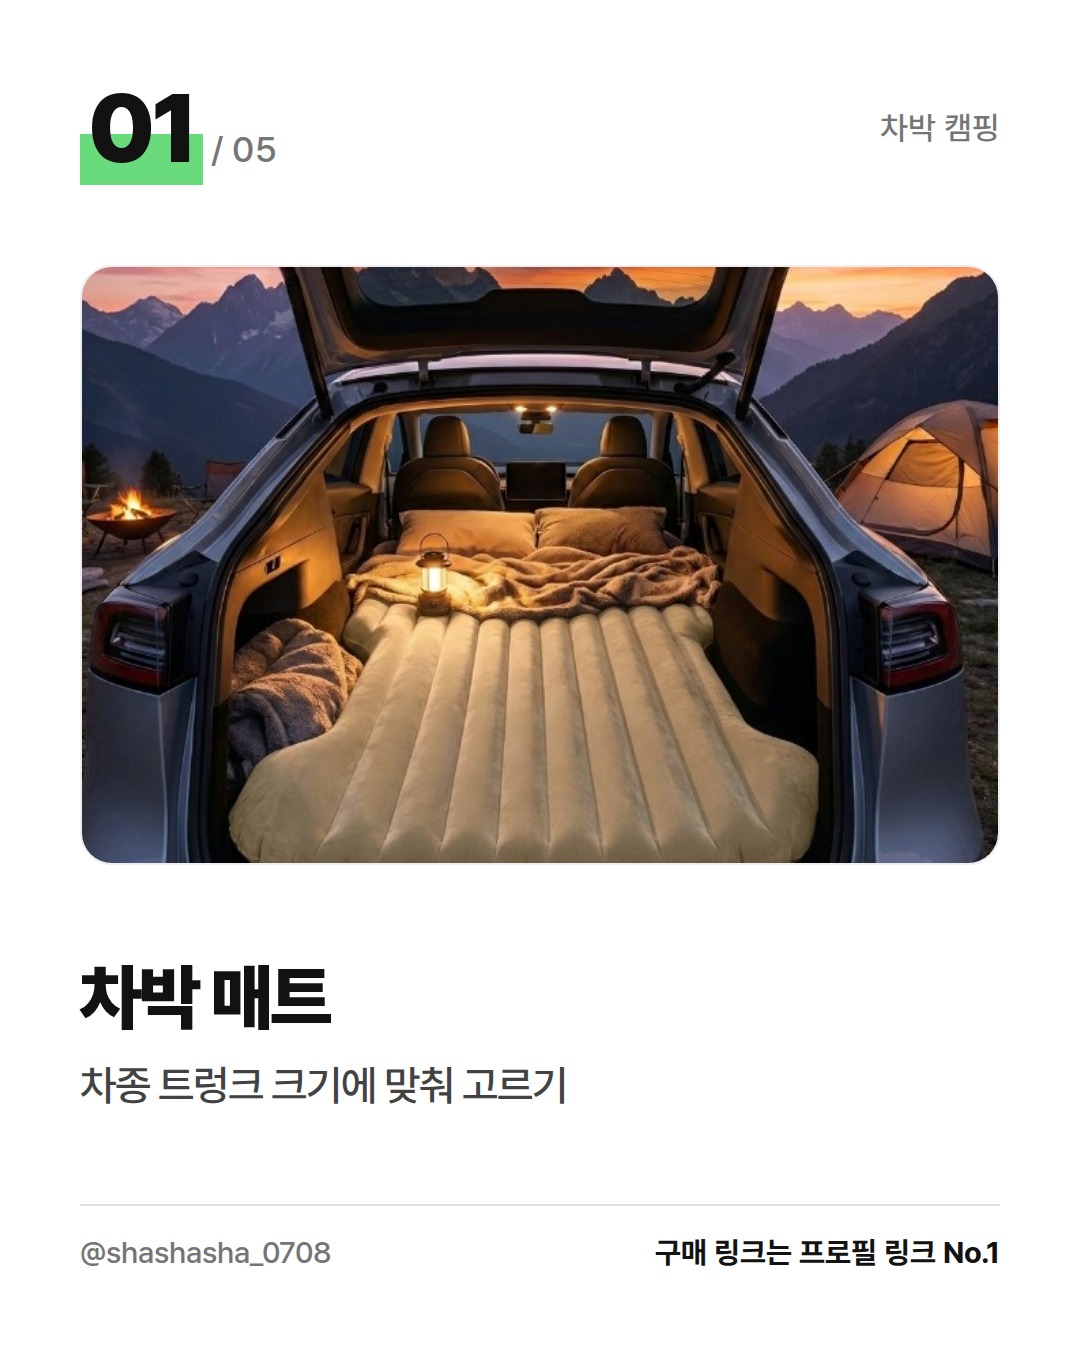 01 / 05
차박 캠핑
차박 매트
차종 트렁크 크기에 맞춰 고르기
@shashasha_0708
구매 링크는 프로필 링크 No.1